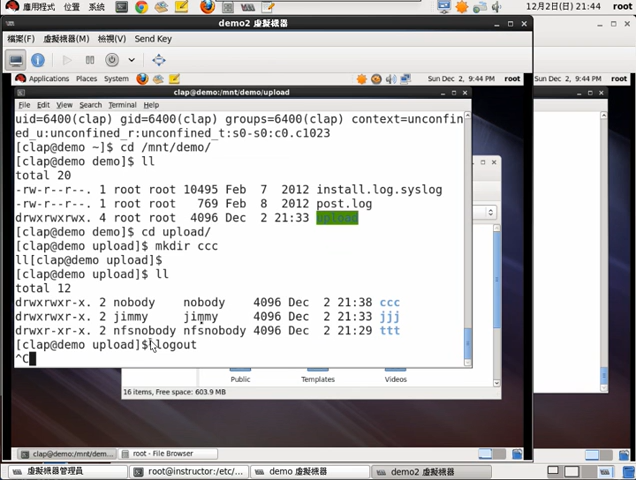 應用程式 位置 系統 12月2日(日), 21:44 root
demo2 虛擬機器
檔案(F) 虛擬機器(M) 檢視(V) Send Key
Applications Places System Sun Dec 2, 9:44 PM root
Sun Dec 2, 9:44 PM root
clap@demo:/mnt/demo/upload
File Edit View Search Terminal Help
uid=6400(clap) gid=6400(clap) groups=6400(clap) context=unconfin
ed_u:unconfined_r:unconfined_t:s0-s0:c0.c1023
[clap@demo ~]$ cd /mnt/demo/
[clap@demo demo]$ ll
total 20
-rw-r--r--. 1 root root 10495 Feb 7 2012 install.log.syslog
-rw-r--r--. 1 root root 769 Feb 8 2012 post.log
drwxrwxrwx. 4 root root 4096 Dec 2 21:33 upload
[clap@demo demo]$ cd upload/
[clap@demo upload]$ mkdir ccc
ll[clap@demo upload]$
[clap@demo upload]$ ll
total 12
drwxrwxr-x. 2 nobody nobody 4096 Dec 2 21:38 ccc
drwxrwxr-x. 2 jimmy jimmy 4096 Dec 2 21:33 jjj
drwxr-xr-x. 2 nfsnobody nfsnobody 4096 Dec 2 21:29 ttt
[clap@demo upload]$ logout
^C
Public Templates Videos
16 items, Free space: 603.9 MB
clap@demo:/mnt/dem... root - File Browser
虛擬機器管理員 root@instructor:/etc/... demo 虛擬機器 demo2 虛擬機器